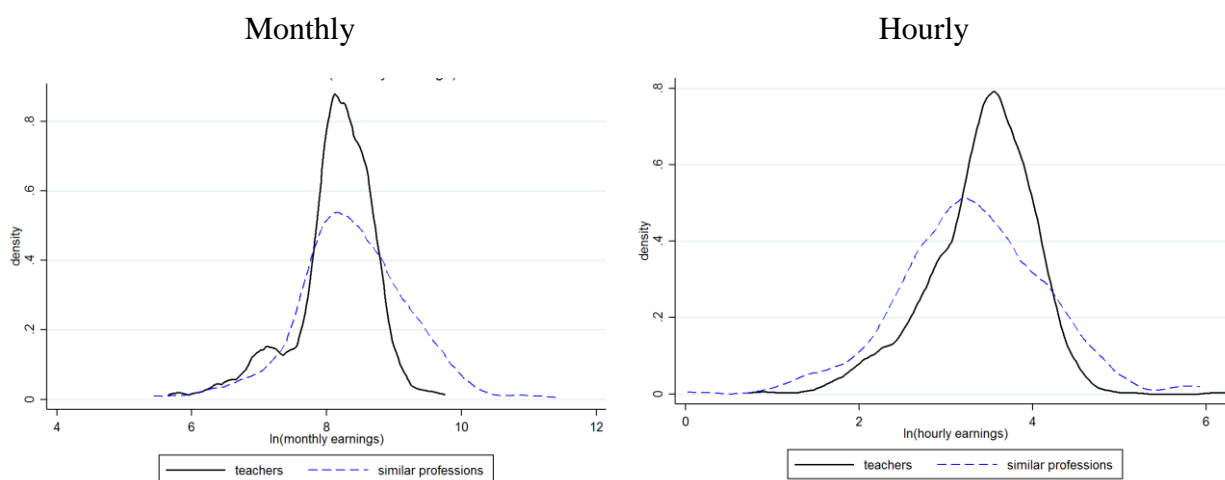 Monthly
Hourly
density
0
.2
.4
.6
.8
4
6
8
10
12
ln(monthly earnings)
teachers
similar professions
density
0
.2
.4
.6
.8
0
2
4
6
ln(hourly earnings)
teachers
similar professions